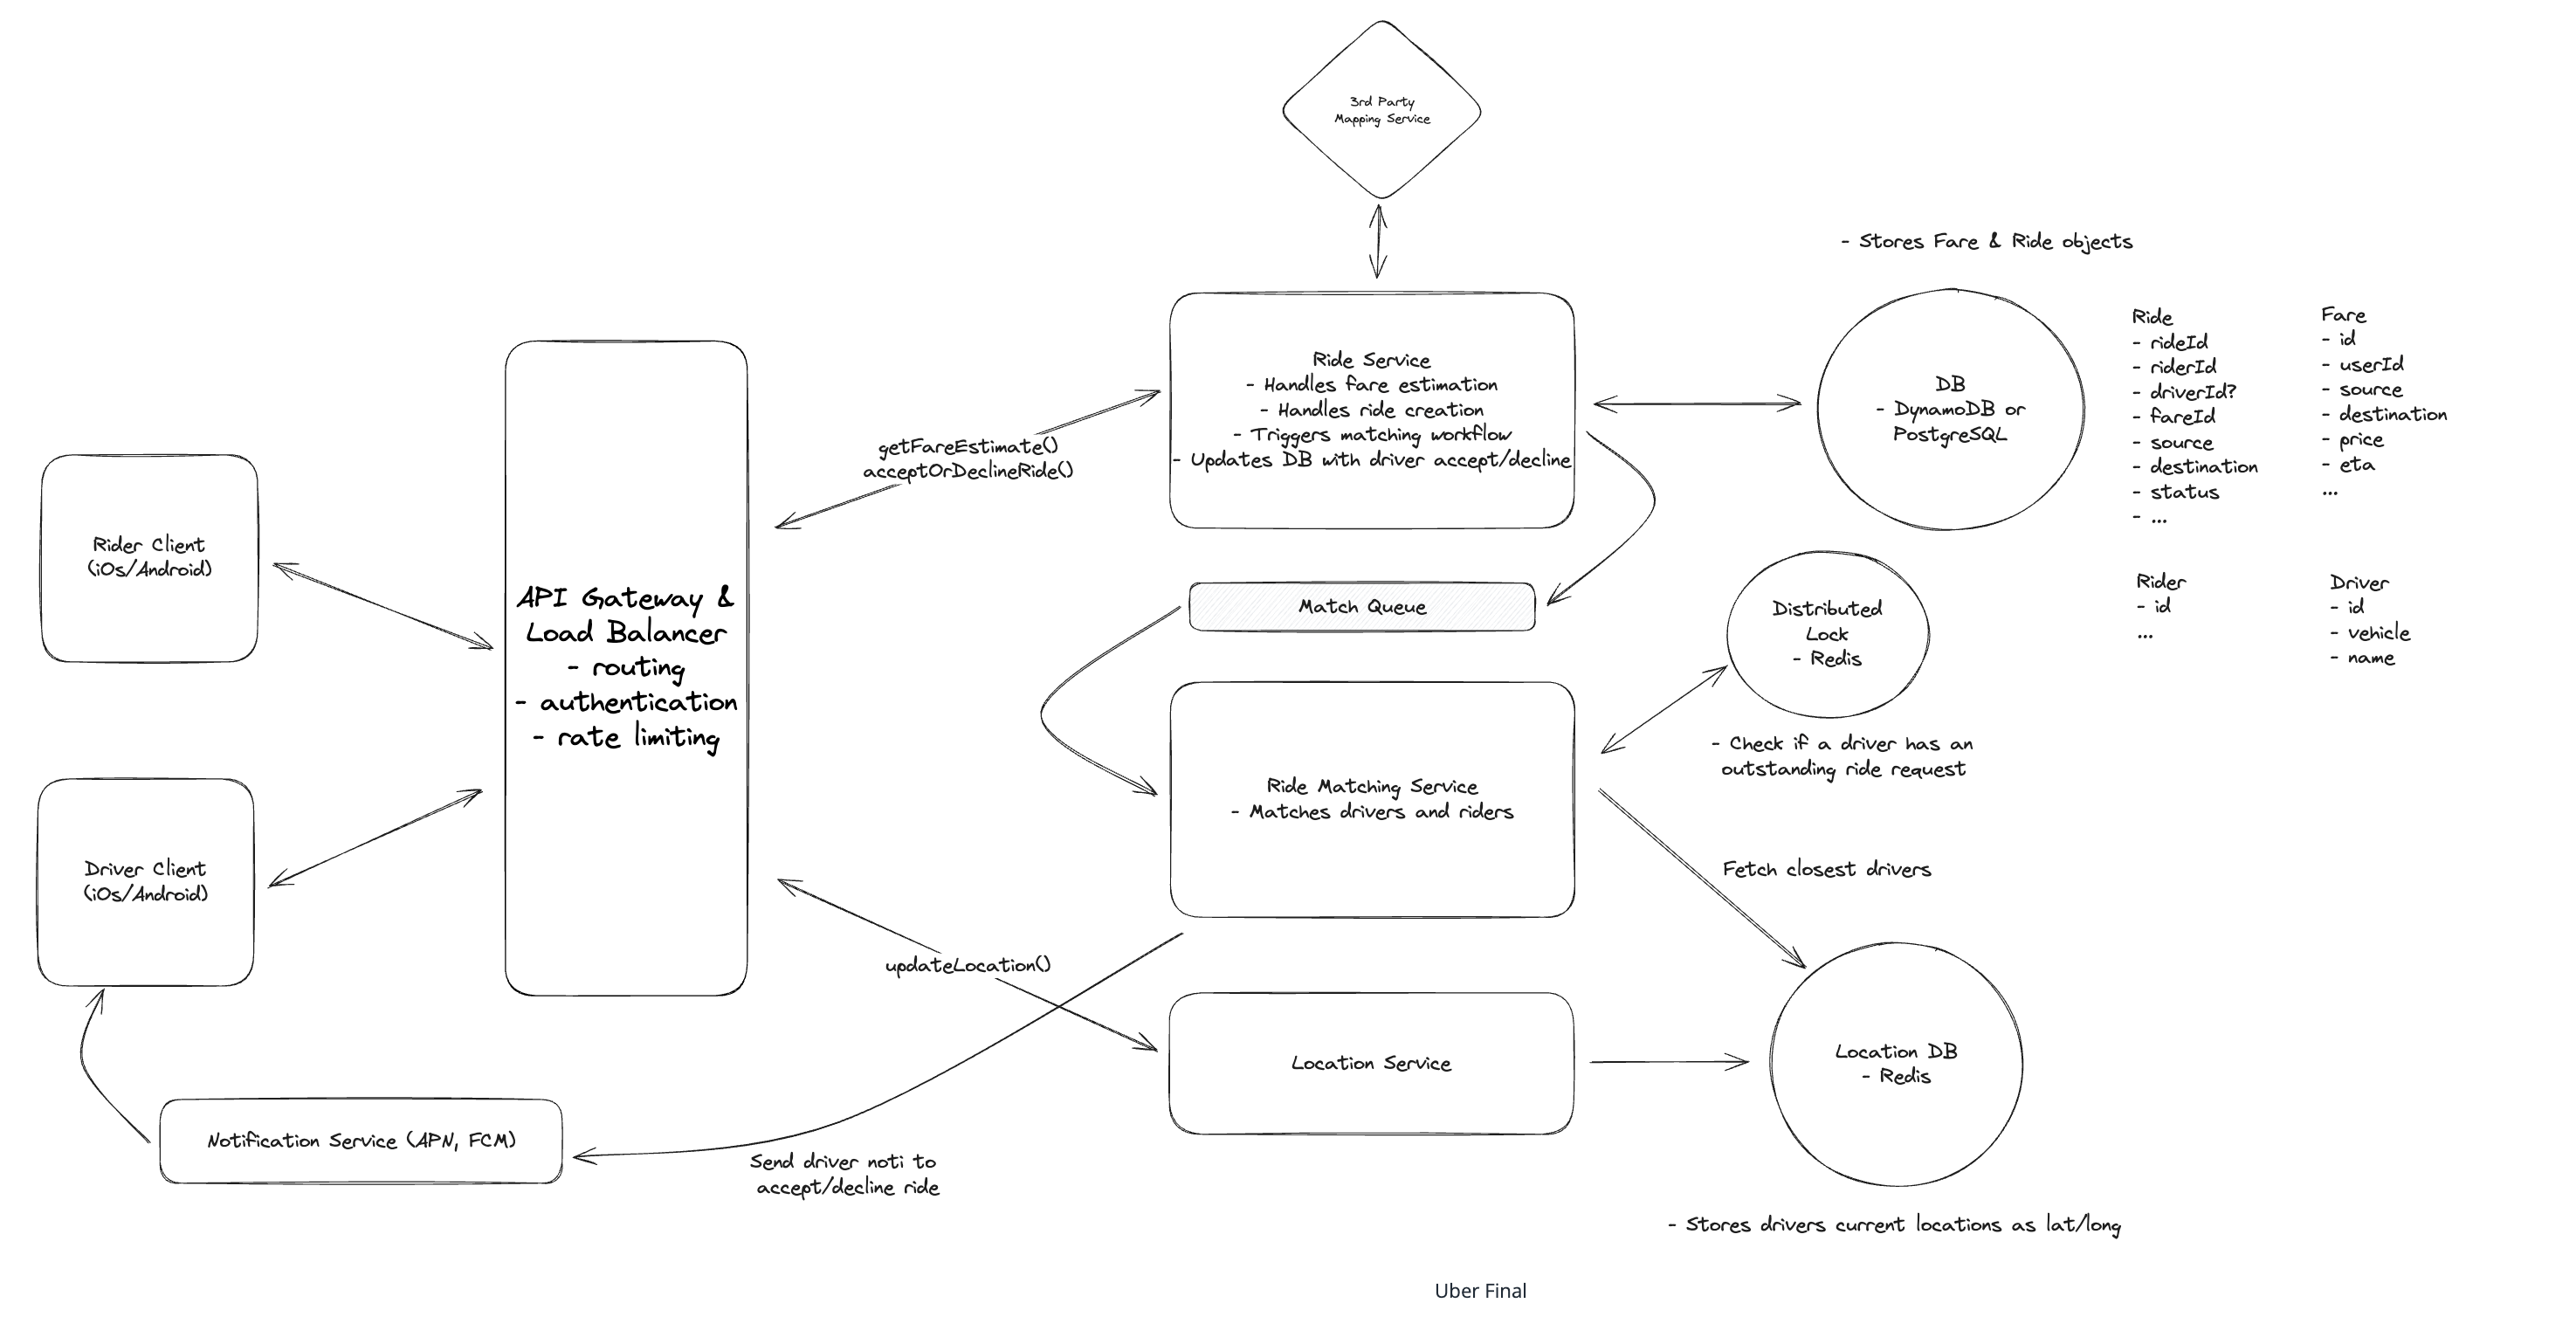 3rd Party
Mapping Service
- Stores Fare & Ride objects
Ride Service
- Handles fare estimation
- Handles ride creation
- Triggers matching workflow
- Updates DB with driver accept/decline
DB
- DynamoDB or
PostgreSQL
Ride
- rideId
- riderId
- driverId?
- fareId
- source
- destination
- status
- ...
Fare
- id
- userId
- source
- destination
- price
- eta
...
getFareEstimate()
acceptOrDeclineRide()
Rider Client
(iOs/Android)
API Gateway &
Load Balancer
- routing
- authentication
- rate limiting
Match Queue
Distributed
Lock
- Redis
Rider
- id
...
Driver
- id
- vehicle
- name
- Check if a driver has an
outstanding ride request
Ride Matching Service
- Matches drivers and riders
Driver Client
(iOs/Android)
Fetch closest drivers
updateLocation()
Location Service
Location DB
- Redis
Notification Service (APN, FCM)
Send driver noti to
accept/decline ride
- Stores drivers current locations as lat/long
Uber Final